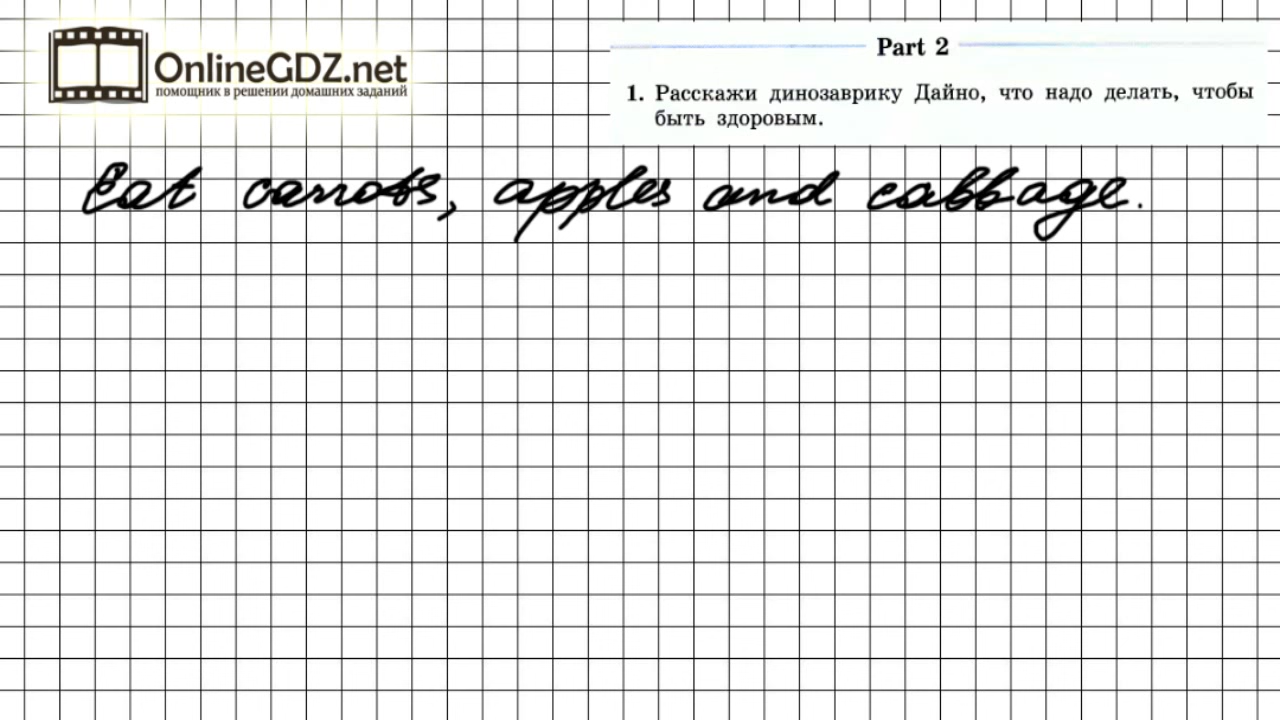 OnlineGDZ.net
помощник в решении домашних заданий
Part 2
1. Расскажи динозаврику Дайно, что надо делать, чтобы
быть здоровым.
Eat carrots, apples and cabbage.